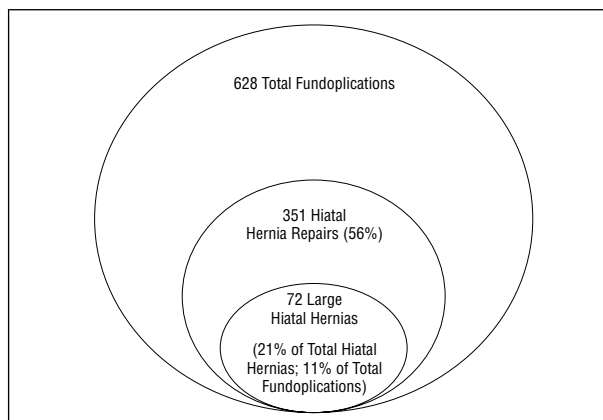 628 Total Fundoplications
351 Hiatal
Hernia Repairs (56%)
72 Large
Hiatal Hernias
(21% of Total Hiatal
Hernias; 11% of Total
Fundoplications)